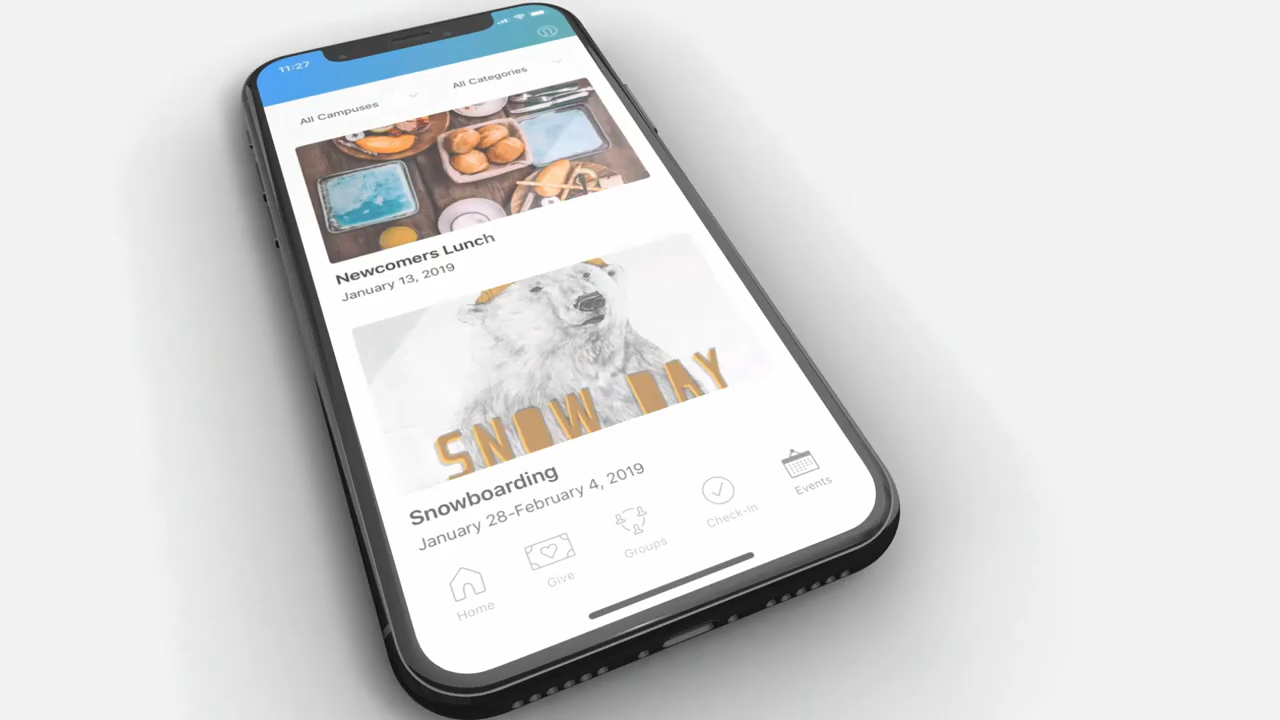 11:27
All Campuses
All Categories
Newcomers Lunch
January 13, 2019
SNOW DAY
Snowboarding
January 28-February 4, 2019
Home
Give
Groups
Check-In
Events